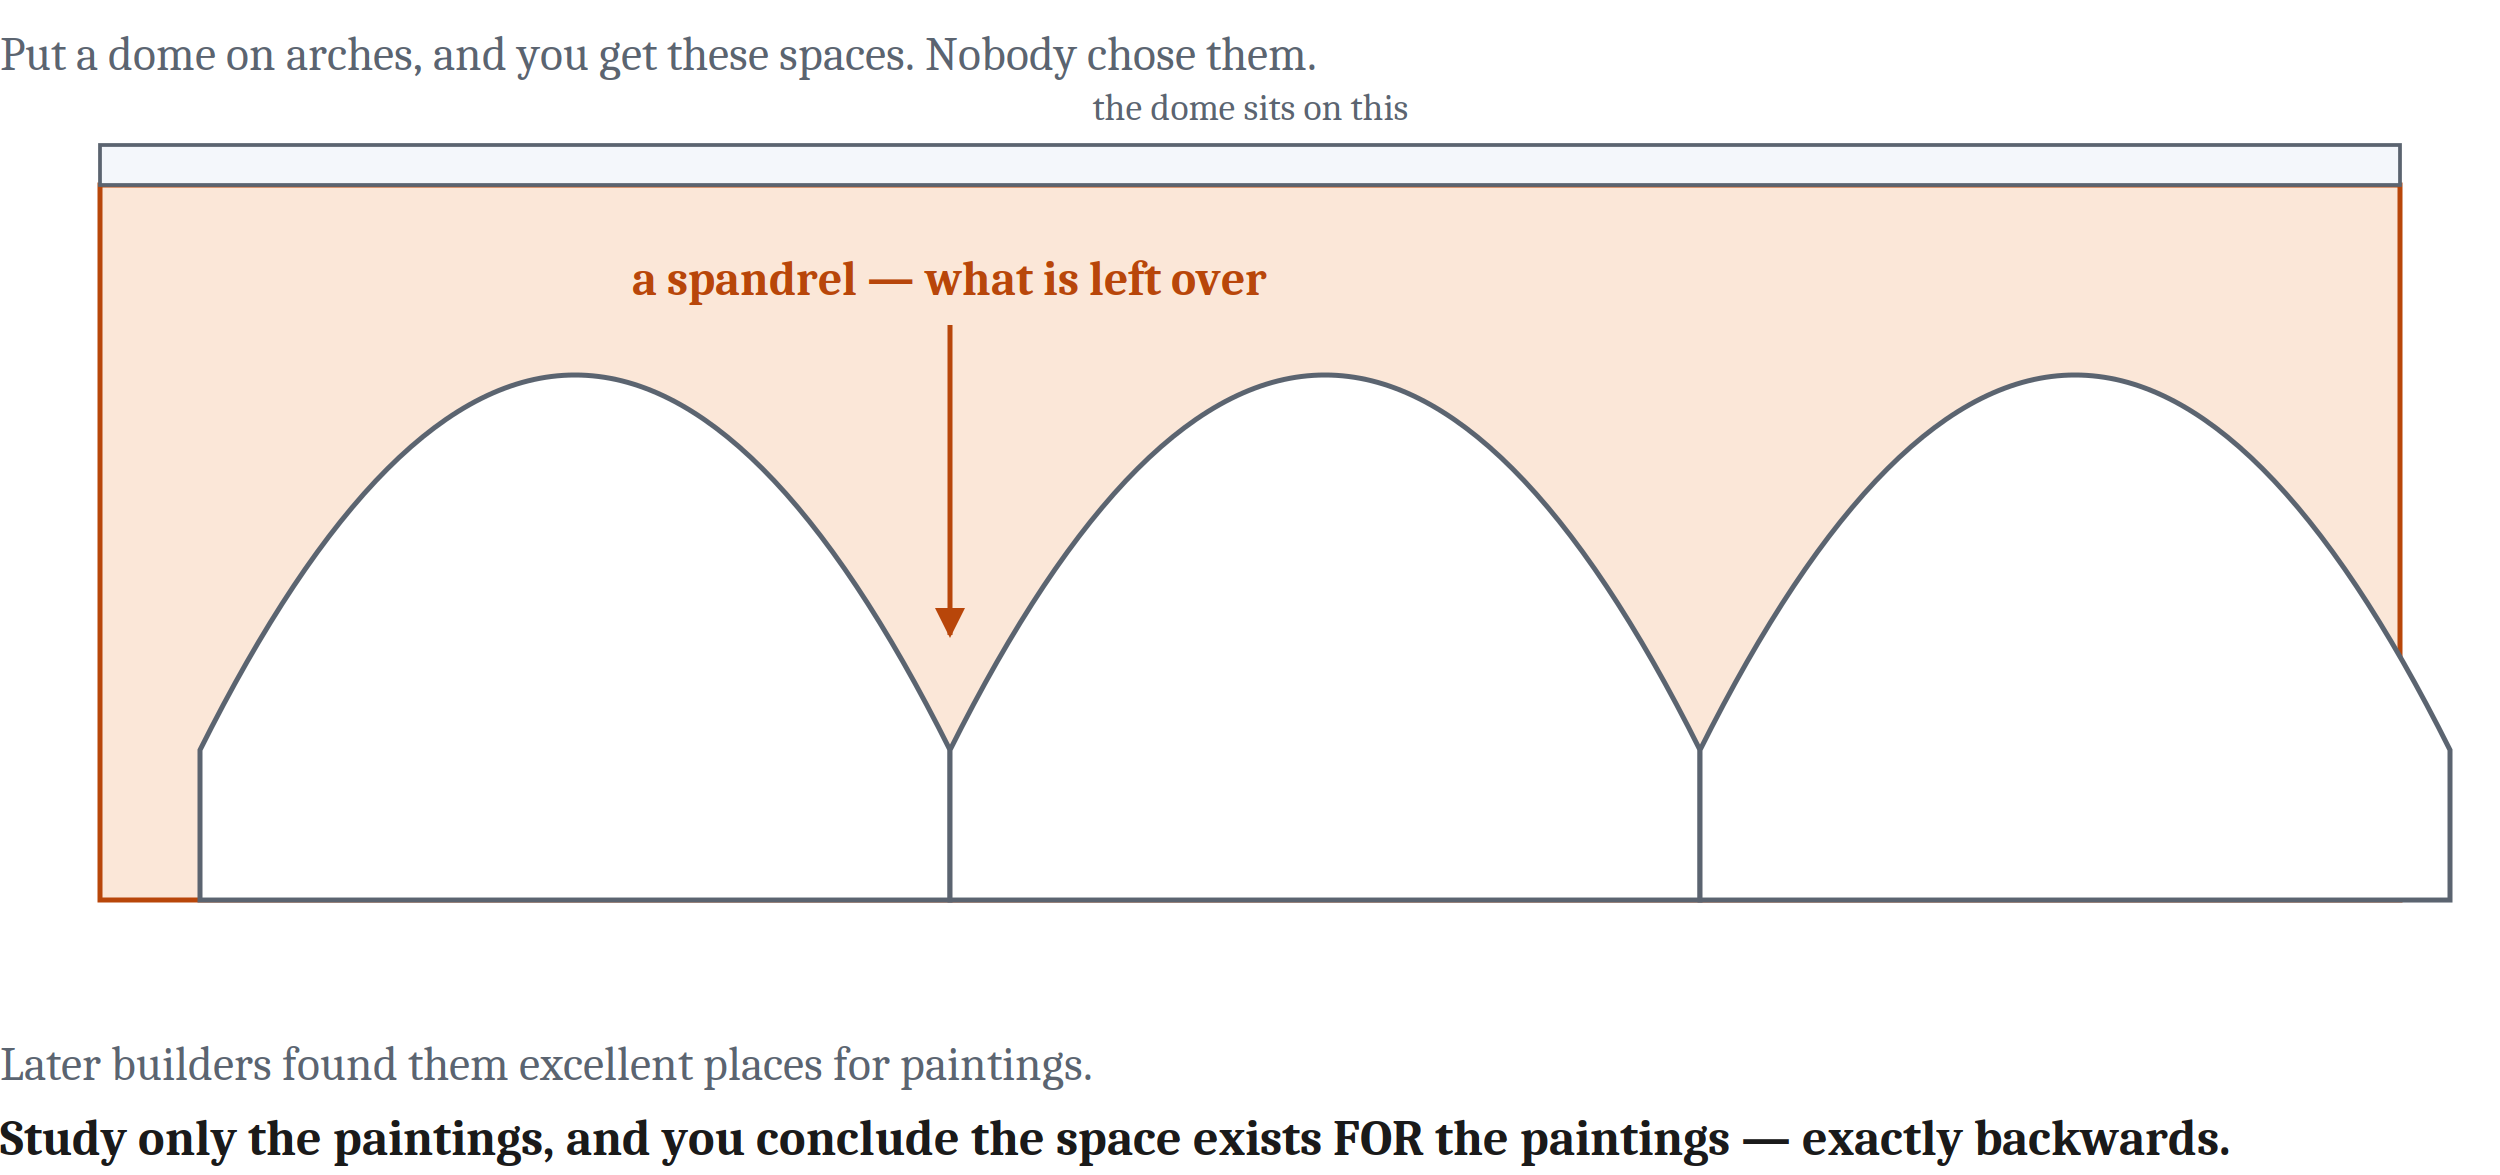 Put a dome on arches, and you get these spaces. Nobody chose them.
the dome sits on this
a spandrel — what is left over
Later builders found them excellent places for paintings.
Study only the paintings, and you conclude the space exists FOR the paintings — exactly backwards.